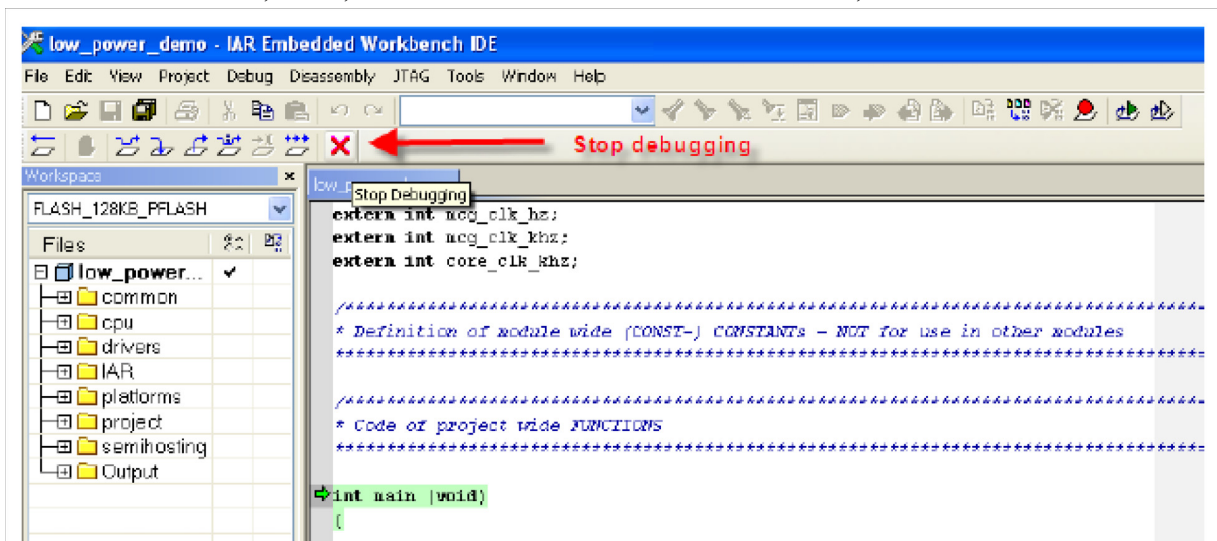 low_power_demo - IAR Embedded Workbench IDE
File Edit View Project Debug Disassembly JTAG Tools Window Help
Stop debugging
Workspace
Stop Debugging
FLASH_128KB_PFLASH
extern int mcg_clk_hz;
Files
extern int mcg_clk_khz;
low_power...
extern int core_clk_khz;
common
cpu
* Definition of module wide (CONST-) CONSTANTs - NOT for use in other modules
drivers
IAR
platforms
project
* Code of project wide FUNCTIONS
semihosting
Output
int main (void)
{